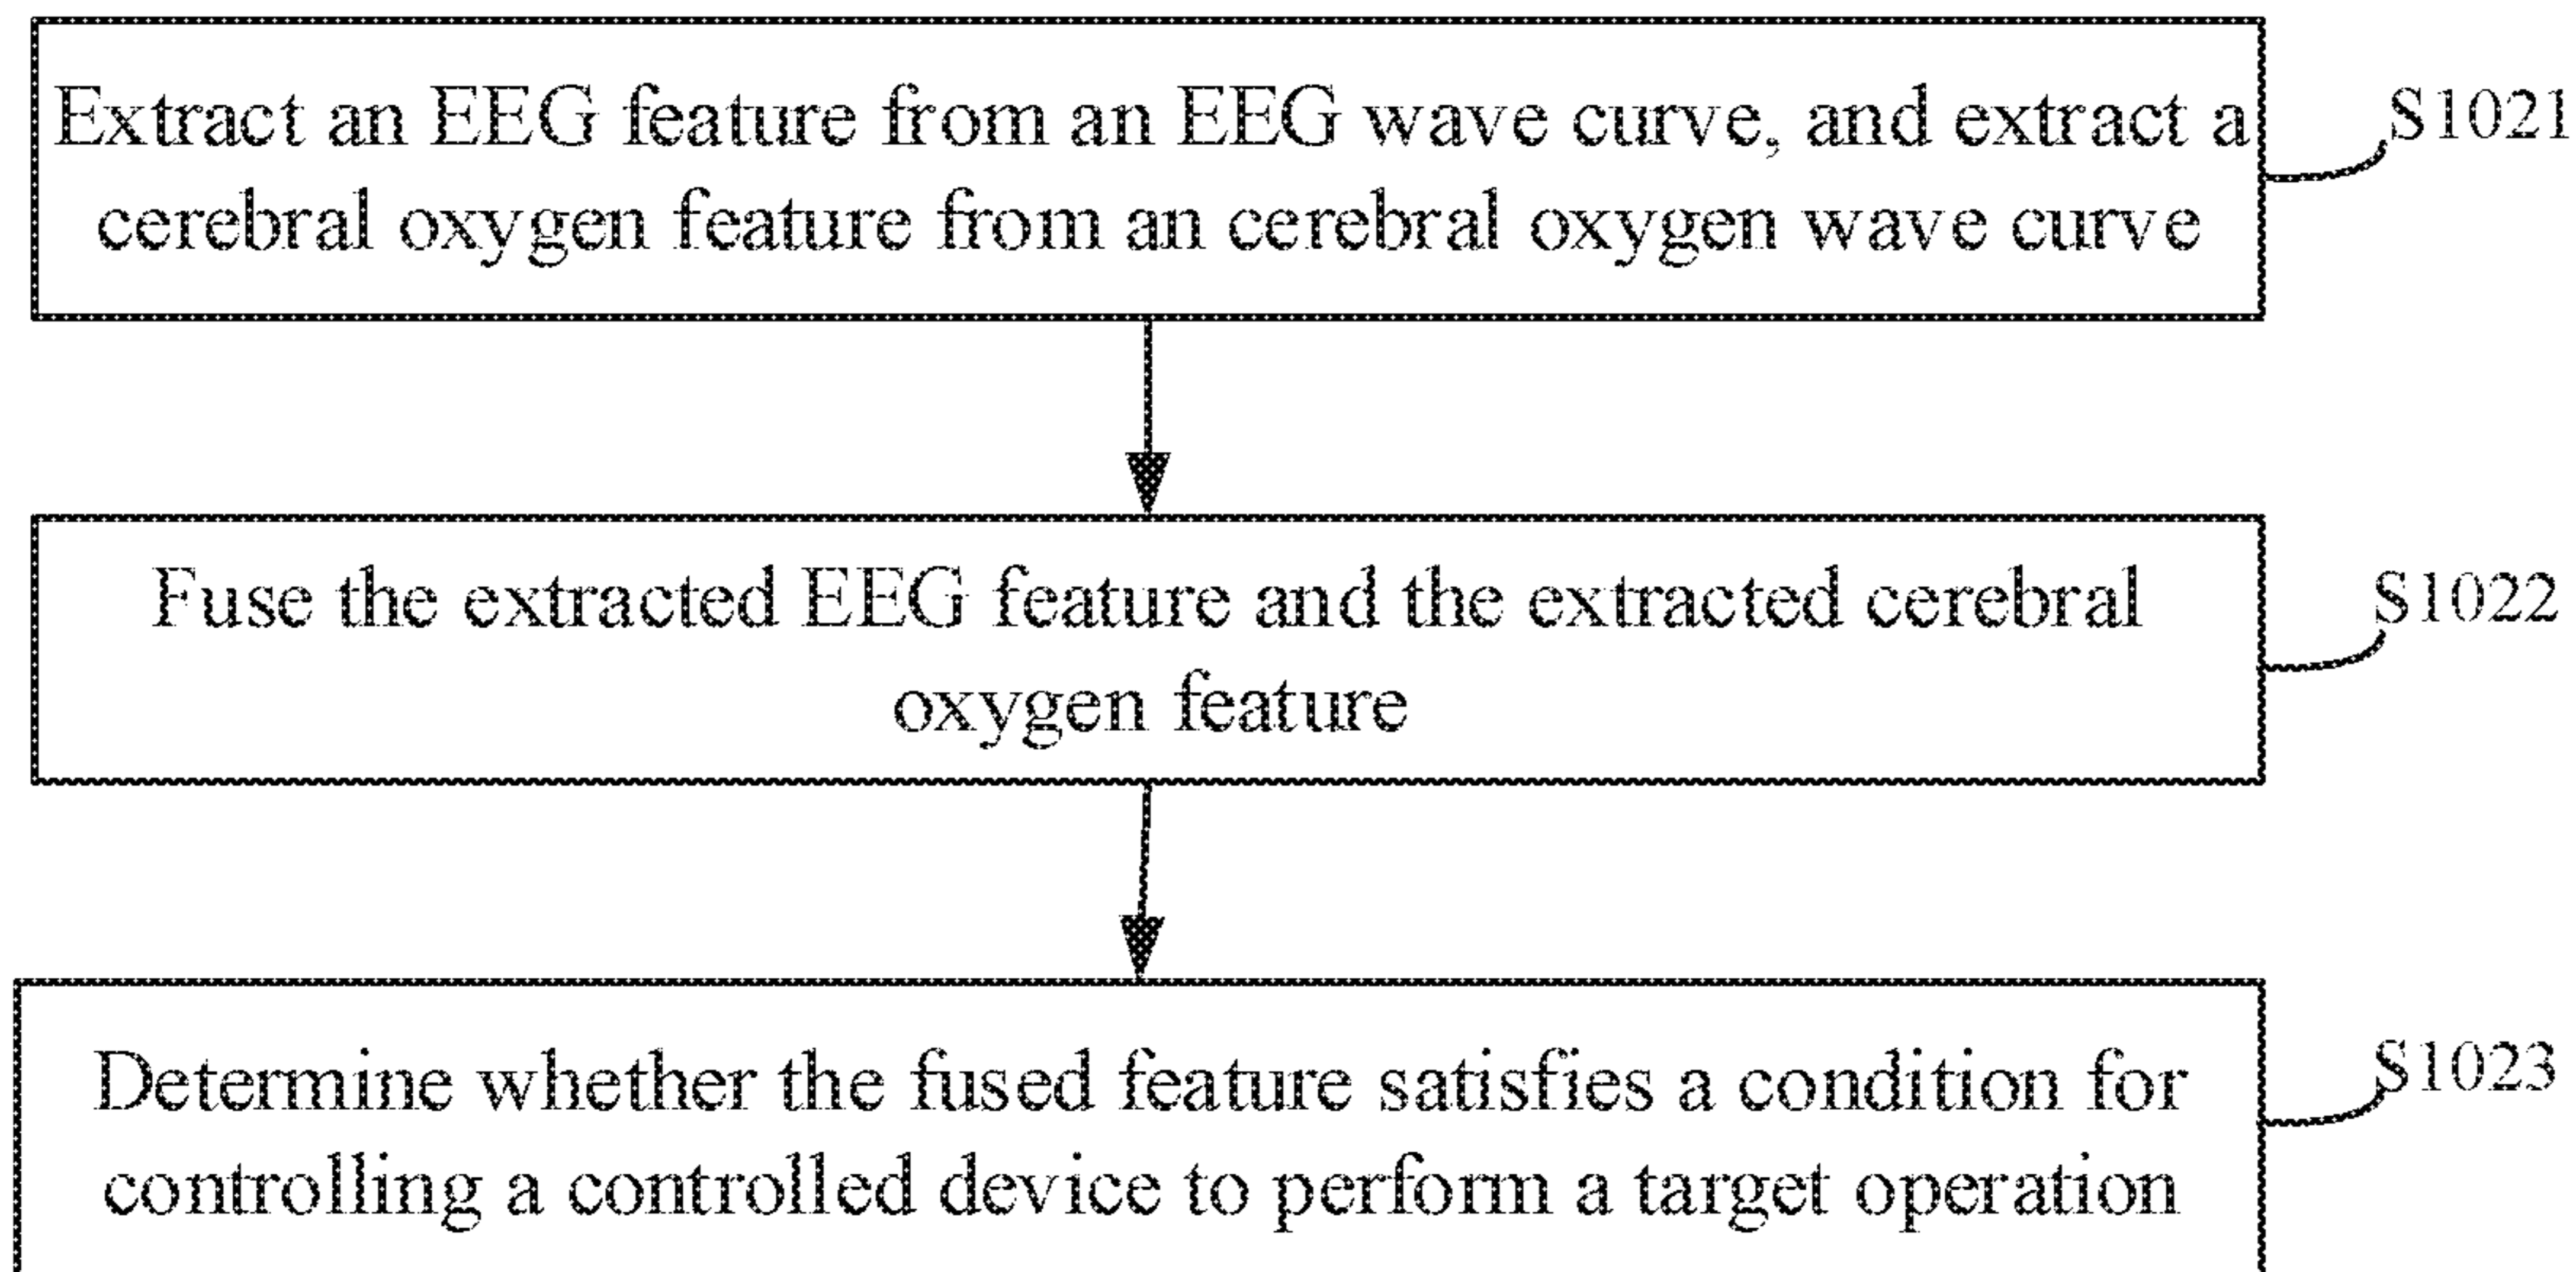 Extract an EEG feature from an EEG wave curve, and extract a
cerebral oxygen feature from an cerebral oxygen wave curve
S1021
Fuse the extracted EEG feature and the extracted cerebral
oxygen feature
S1022
Determine whether the fused feature satisfies a condition for
controlling a controlled device to perform a target operation
S1023